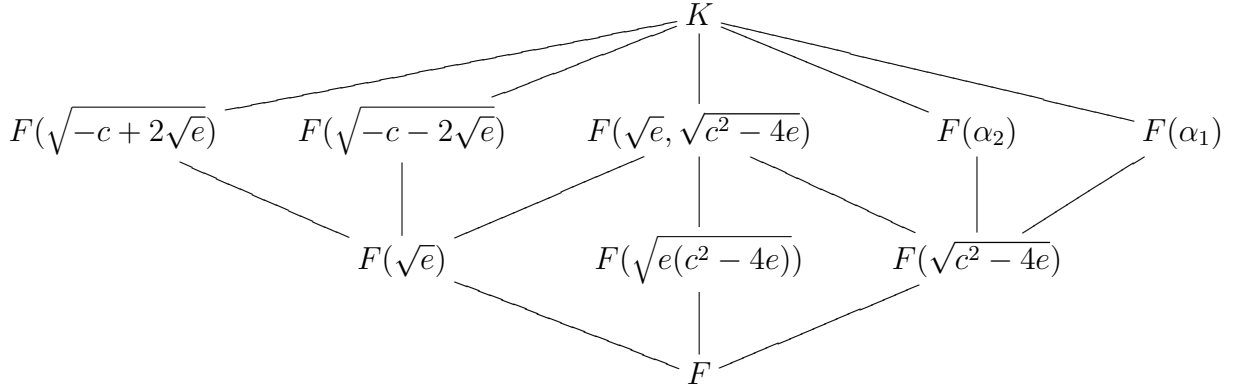 K
F(√(-c + 2√e)) F(√(-c - 2√e)) F(√e, √(c² - 4e)) F(α₂) F(α₁)
F(√e) F(√(e(c² - 4e))) F(√(c² - 4e))
F